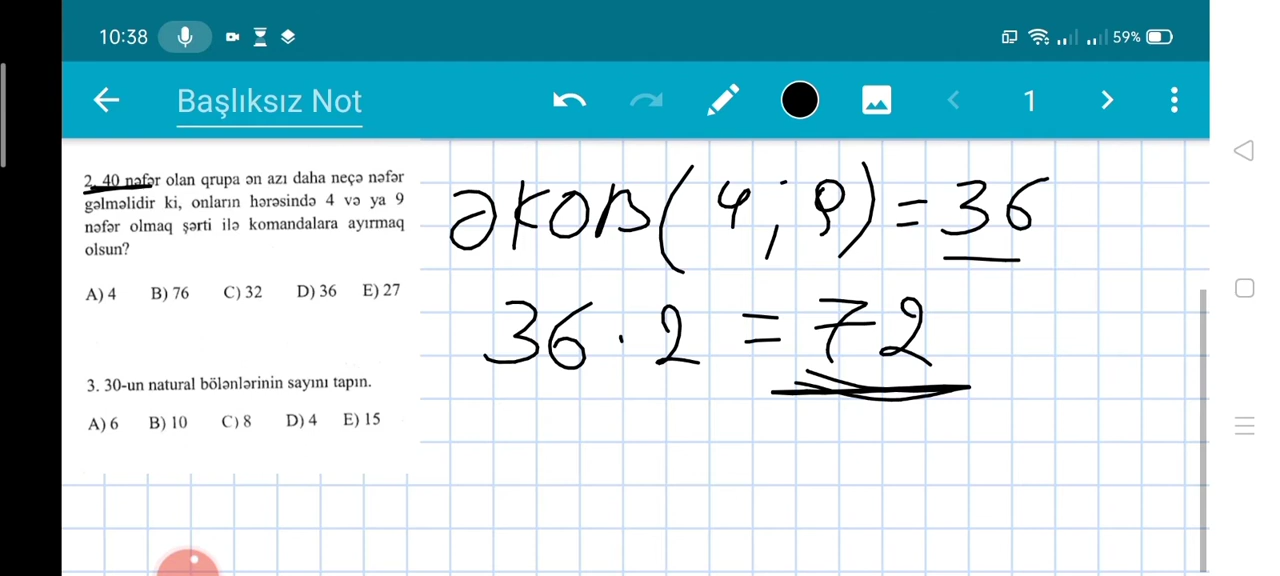 10:38
59%
Başlıksız Not
1
2. 40 nəfər olan qrupa ən azı daha neçə nəfər
gəlməlidir ki, onların hərəsində 4 və ya 9
nəfər olmaq şərti ilə komandalara ayırmaq
olsun?
A) 4 B) 76 C) 32 D) 36 E) 27
3. 30-un natural bölənlərinin sayını tapın.
A) 6 B) 10 C) 8 D) 4 E) 15
ƏKOB(4;9)=36
36·2=72